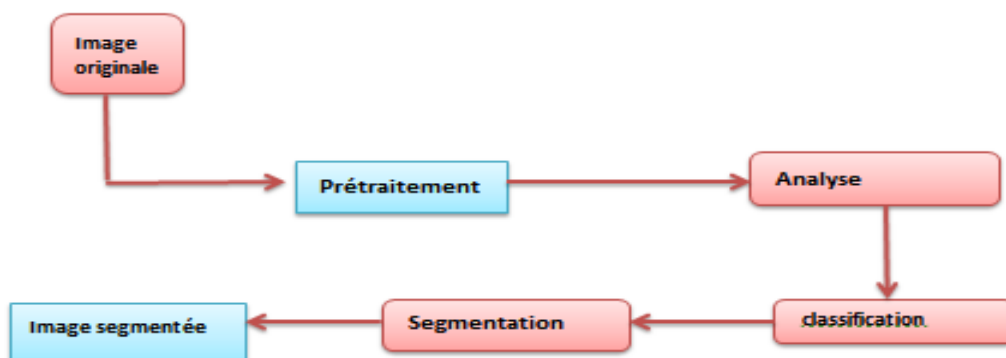 Image
originale
Prétraitement
Analyse
classification
Segmentation
Image segmentée